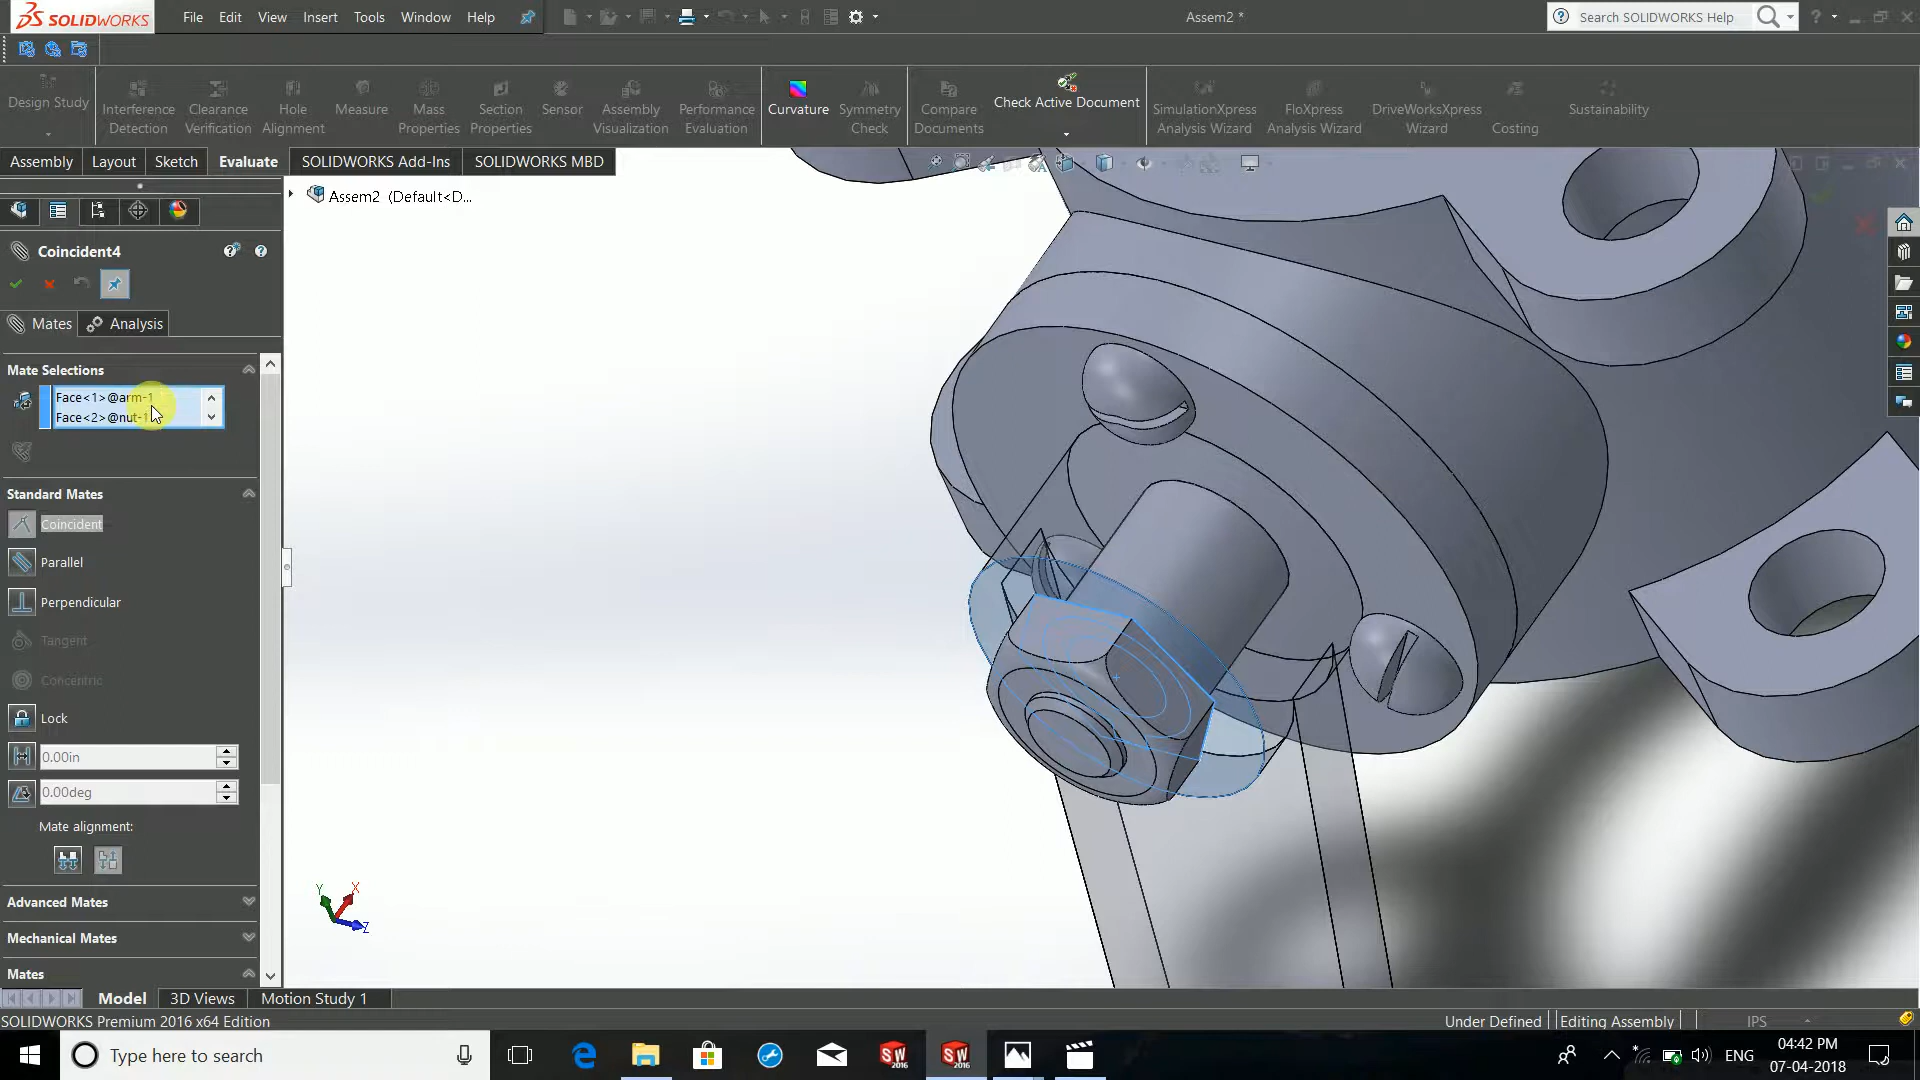 SOLIDWORKS File Edit View Insert Tools Window Help Assem2 * Search SOLIDWORKS Help
Design Study
Interference Detection
Clearance Verification
Hole Alignment
Measure
Mass Properties
Section Properties
Sensor
Assembly Visualization
Performance Evaluation
Curvature
Symmetry Check
Compare Documents
Check Active Document
SimulationXpress Analysis Wizard
FloXpress Analysis Wizard
DriveWorksXpress Wizard
Costing
Sustainability
Assembly Layout Sketch Evaluate SOLIDWORKS Add-Ins SOLIDWORKS MBD
Assem2 (Default<D...
Coincident4
Mates Analysis
Mate Selections
Face<1>@arm-1
Face<2>@nut-1
Standard Mates
Coincident
Parallel
Perpendicular
Tangent
Concentric
Lock
0.00in
0.00deg
Mate alignment:
Advanced Mates
Mechanical Mates
Mates
Y X Z
Model 3D Views Motion Study 1
SOLIDWORKS Premium 2016 x64 Edition Under Defined Editing Assembly IPS
Type here to search SW 2016 SW 2016 ENG 04:42 PM
07-04-2018